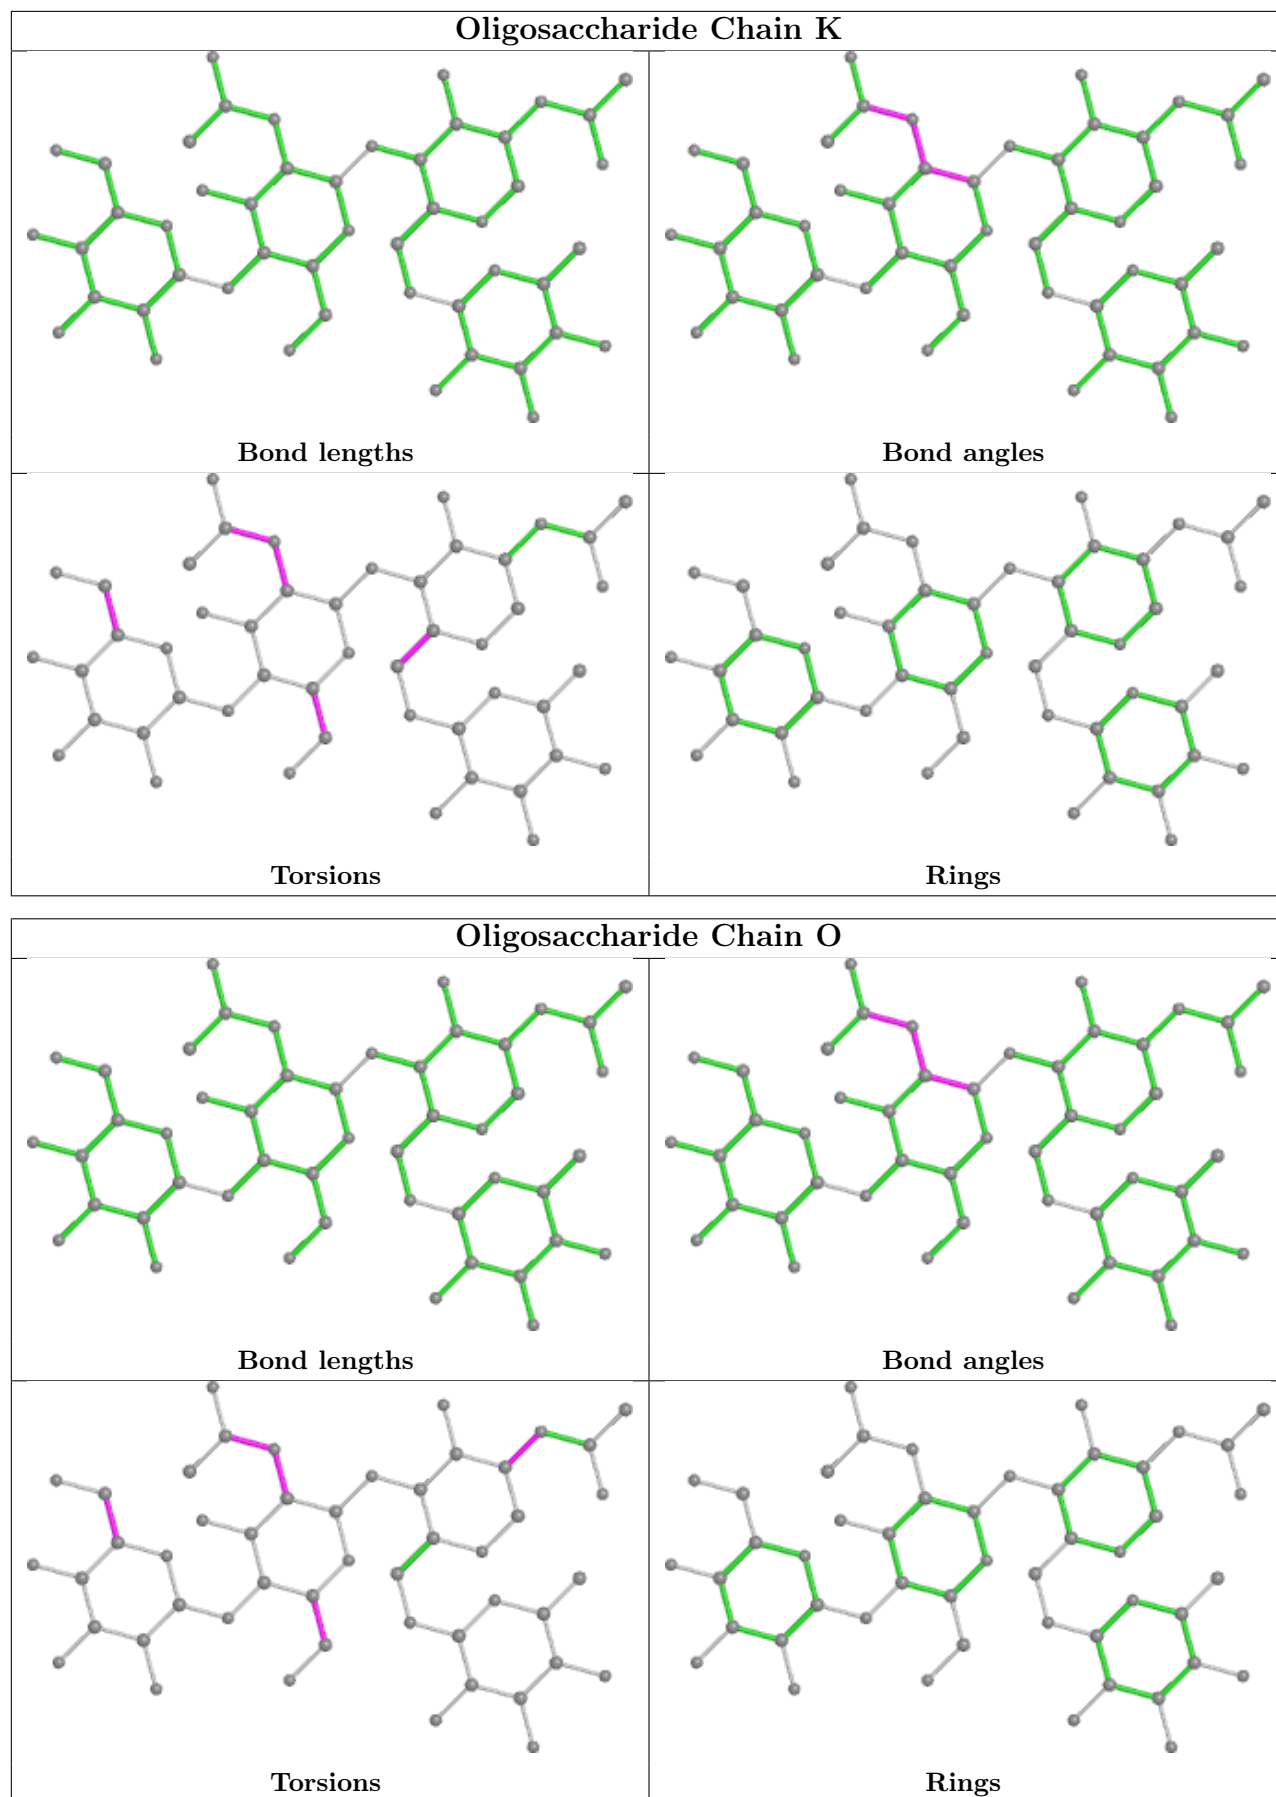 Oligosaccharide Chain K
Bond lengths
Bond angles
Torsions
Rings
Oligosaccharide Chain O
Bond lengths
Bond angles
Torsions
Rings